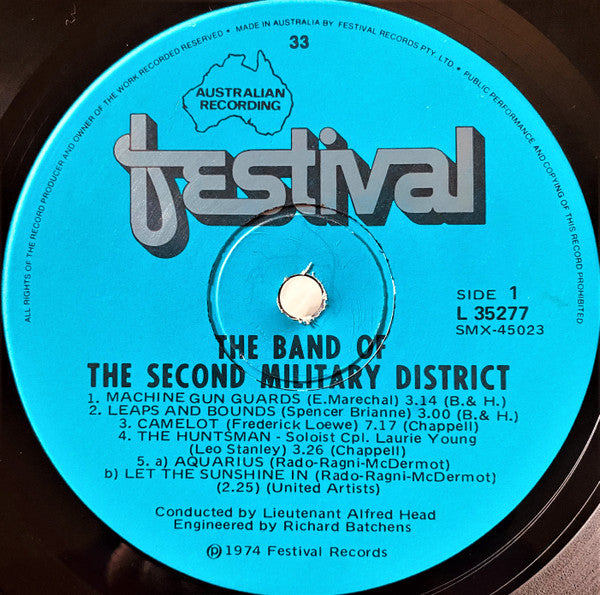 ALL RIGHTS OF THE RECORD PRODUCER AND OWNER OF THE WORK RECORDED RESERVED • MADE IN AUSTRALIA BY FESTIVAL RECORDS PTY. LTD. • PUBLIC PERFORMANCE AND COPYING OF THIS RECORD PROHIBITED
33
AUSTRALIAN
RECORDING
festival
SIDE 1
L 35277
SMX-45023
THE BAND OF
THE SECOND MILITARY DISTRICT
1. MACHINE GUN GUARDS (E.Marechal) 3.14 (B.& H.)
2. LEAPS AND BOUNDS (Spencer Brianne) 3.00 (B.& H.)
3. CAMELOT (Frederick Loewe) 7.17 (Chappell)
4. THE HUNTSMAN - Soloist Cpl. Laurie Young
(Leo Stanley) 3.26 (Chappell)
5. a) AQUARIUS (Rado-Ragni-McDermot)
b) LET THE SUNSHINE IN (Rado-Ragni-McDermot)
(2.25) (United Artists)
Conducted by Lieutenant Alfred Head
Engineered by Richard Batchens
℗ 1974 Festival Records